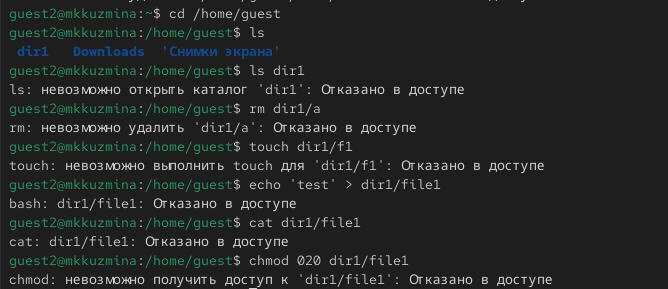 guest2@mkkuzmina:~$ cd /home/guest
guest2@mkkuzmina:/home/guest$ ls
dir1 Downloads 'Снимки экрана'
guest2@mkkuzmina:/home/guest$ ls dir1
ls: невозможно открыть каталог 'dir1': Отказано в доступе
guest2@mkkuzmina:/home/guest$ rm dir1/a
rm: невозможно удалить 'dir1/a': Отказано в доступе
guest2@mkkuzmina:/home/guest$ touch dir1/f1
touch: невозможно выполнить touch для 'dir1/f1': Отказано в доступе
guest2@mkkuzmina:/home/guest$ echo 'test' > dir1/file1
bash: dir1/file1: Отказано в доступе
guest2@mkkuzmina:/home/guest$ cat dir1/file1
cat: dir1/file1: Отказано в доступе
guest2@mkkuzmina:/home/guest$ chmod 020 dir1/file1
chmod: невозможно получить доступ к 'dir1/file1': Отказано в доступе